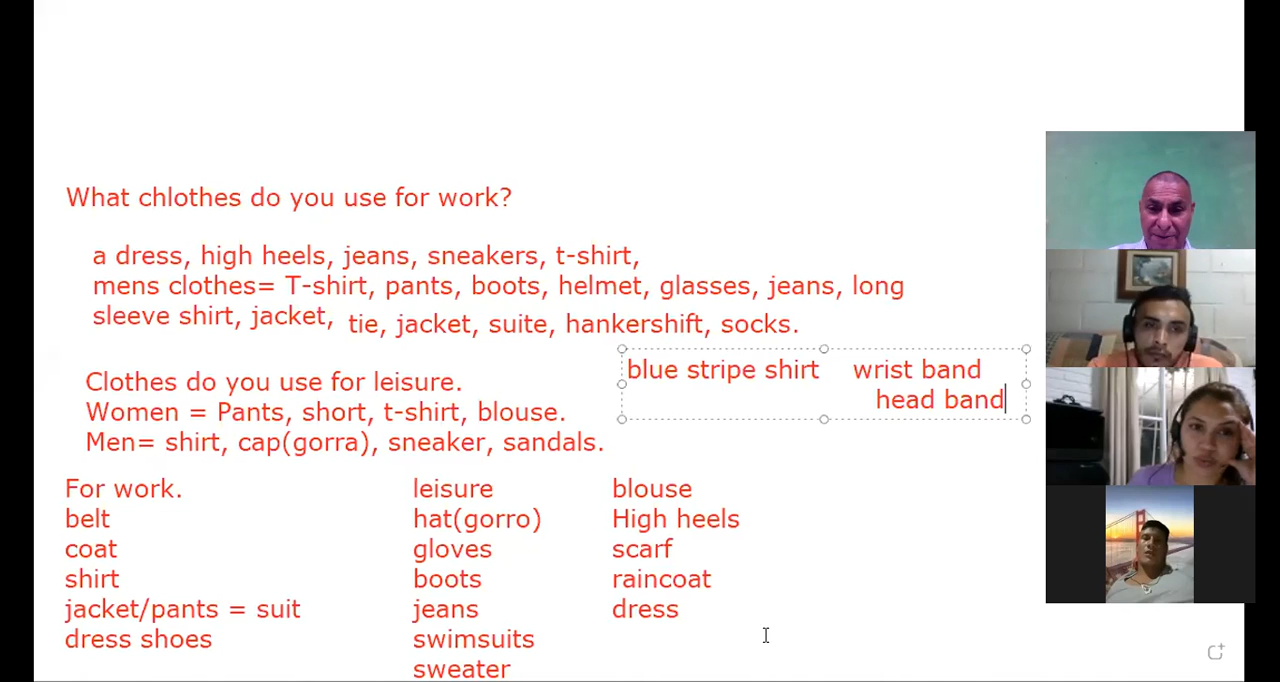 What chlothes do you use for work?
a dress, high heels, jeans, sneakers, t-shirt,
mens clothes= T-shirt, pants, boots, helmet, glasses, jeans, long
sleeve shirt, jacket, tie, jacket, suite, hankershift, socks.
blue stripe shirt wrist band
head band
Clothes do you use for leisure.
Women = Pants, short, t-shirt, blouse.
Men= shirt, cap(gorra), sneaker, sandals.
For work.
belt
coat
shirt
jacket/pants = suit
dress shoes
leisure
hat(gorro)
gloves
boots
jeans
swimsuits
sweater
blouse
High heels
scarf
raincoat
dress